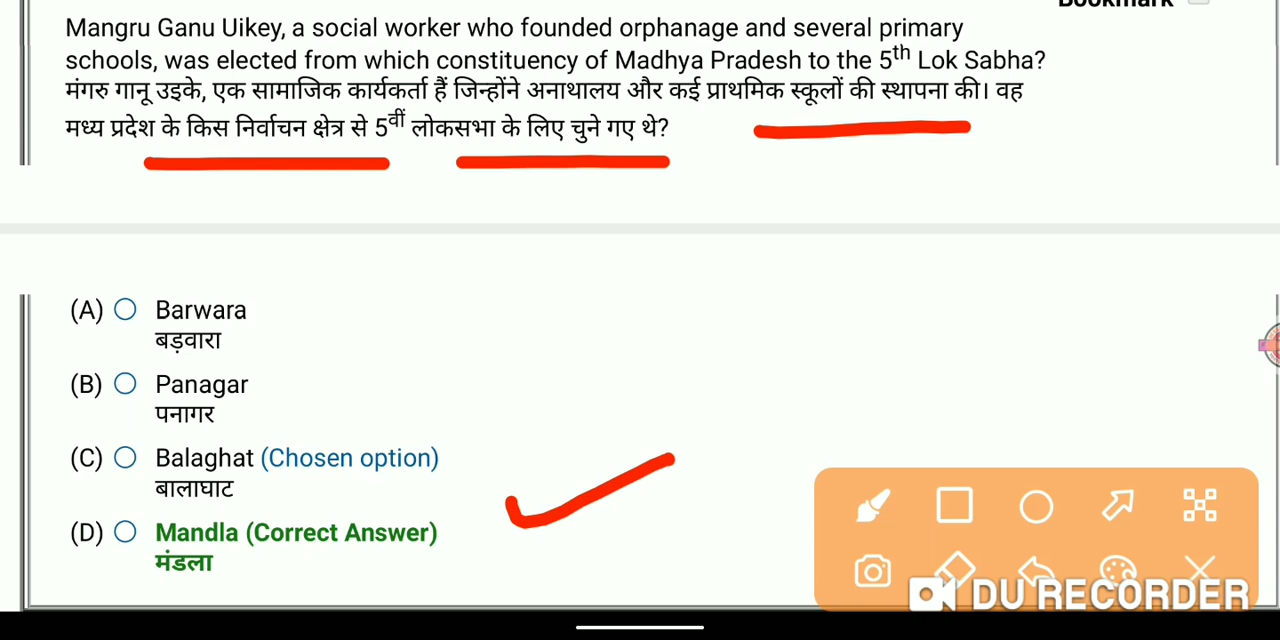 Bookmark
Mangru Ganu Uikey, a social worker who founded orphanage and several primary
schools, was elected from which constituency of Madhya Pradesh to the 5th Lok Sabha?
मंगरु गानू उइके, एक सामाजिक कार्यकर्ता हैं जिन्होंने अनाथालय और कई प्राथमिक स्कूलों की स्थापना की। वह
मध्य प्रदेश के किस निर्वाचन क्षेत्र से 5वीं लोकसभा के लिए चुने गए थे?
(A) Barwara
बड़वारा
(B) Panagar
पनागर
(C) Balaghat (Chosen option)
बालाघाट
(D) Mandla (Correct Answer)
मंडला
DU RECORDER